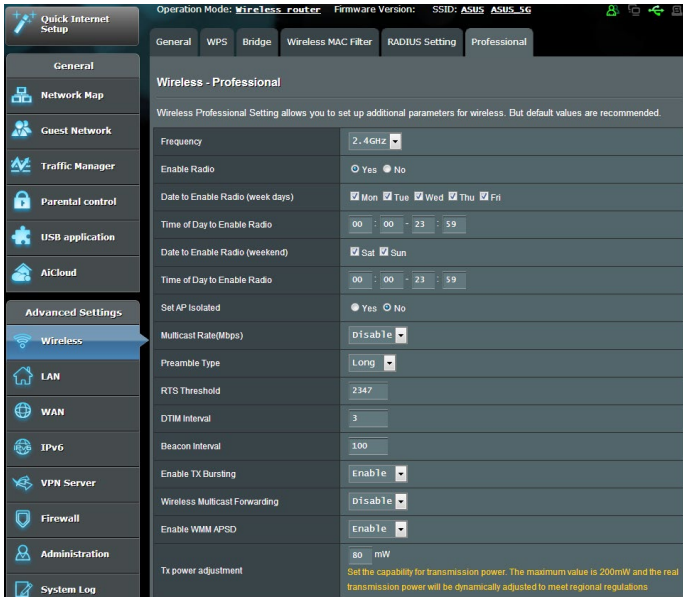 Operation Mode: Wireless router Firmware Version: SSID: ASUS ASUS_5G
Quick Internet
Setup
General
Network Map
Guest Network
Traffic Manager
Parental control
USB application
AiCloud
Advanced Settings
Wireless
LAN
WAN
IPv6
VPN Server
Firewall
Administration
System Log
General WPS Bridge Wireless MAC Filter RADIUS Setting Professional
Wireless - Professional
Wireless Professional Setting allows you to set up additional parameters for wireless. But default values are recommended.
Frequency 2.4GHz
Enable Radio Yes No
Date to Enable Radio (week days) Mon Tue Wed Thu Fri
Time of Day to Enable Radio 00 : 00 - 23 : 59
Date to Enable Radio (weekend) Sat Sun
Time of Day to Enable Radio 00 : 00 - 23 : 59
Set AP Isolated Yes No
Multicast Rate(Mbps) Disable
Preamble Type Long
RTS Threshold 2347
DTIM Interval 3
Beacon Interval 100
Enable TX Bursting Enable
Wireless Multicast Forwarding Disable
Enable WMM APSD Enable
Tx power adjustment 80 mW
Set the capability for transmission power. The maximum value is 200mW and the real
transmission power will be dynamically adjusted to meet regional regulations